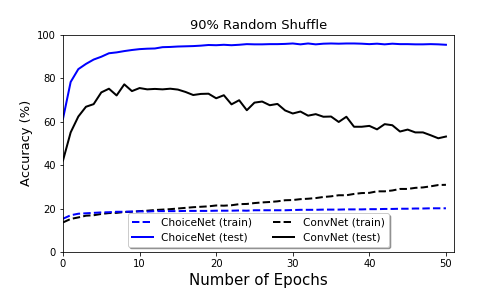 90% Random Shuffle
Accuracy (%)
100
80
60
40
20
0
ChoiceNet (train) ConvNet (train)
ChoiceNet (test) ConvNet (test)
0 10 20 30 40 50
Number of Epochs